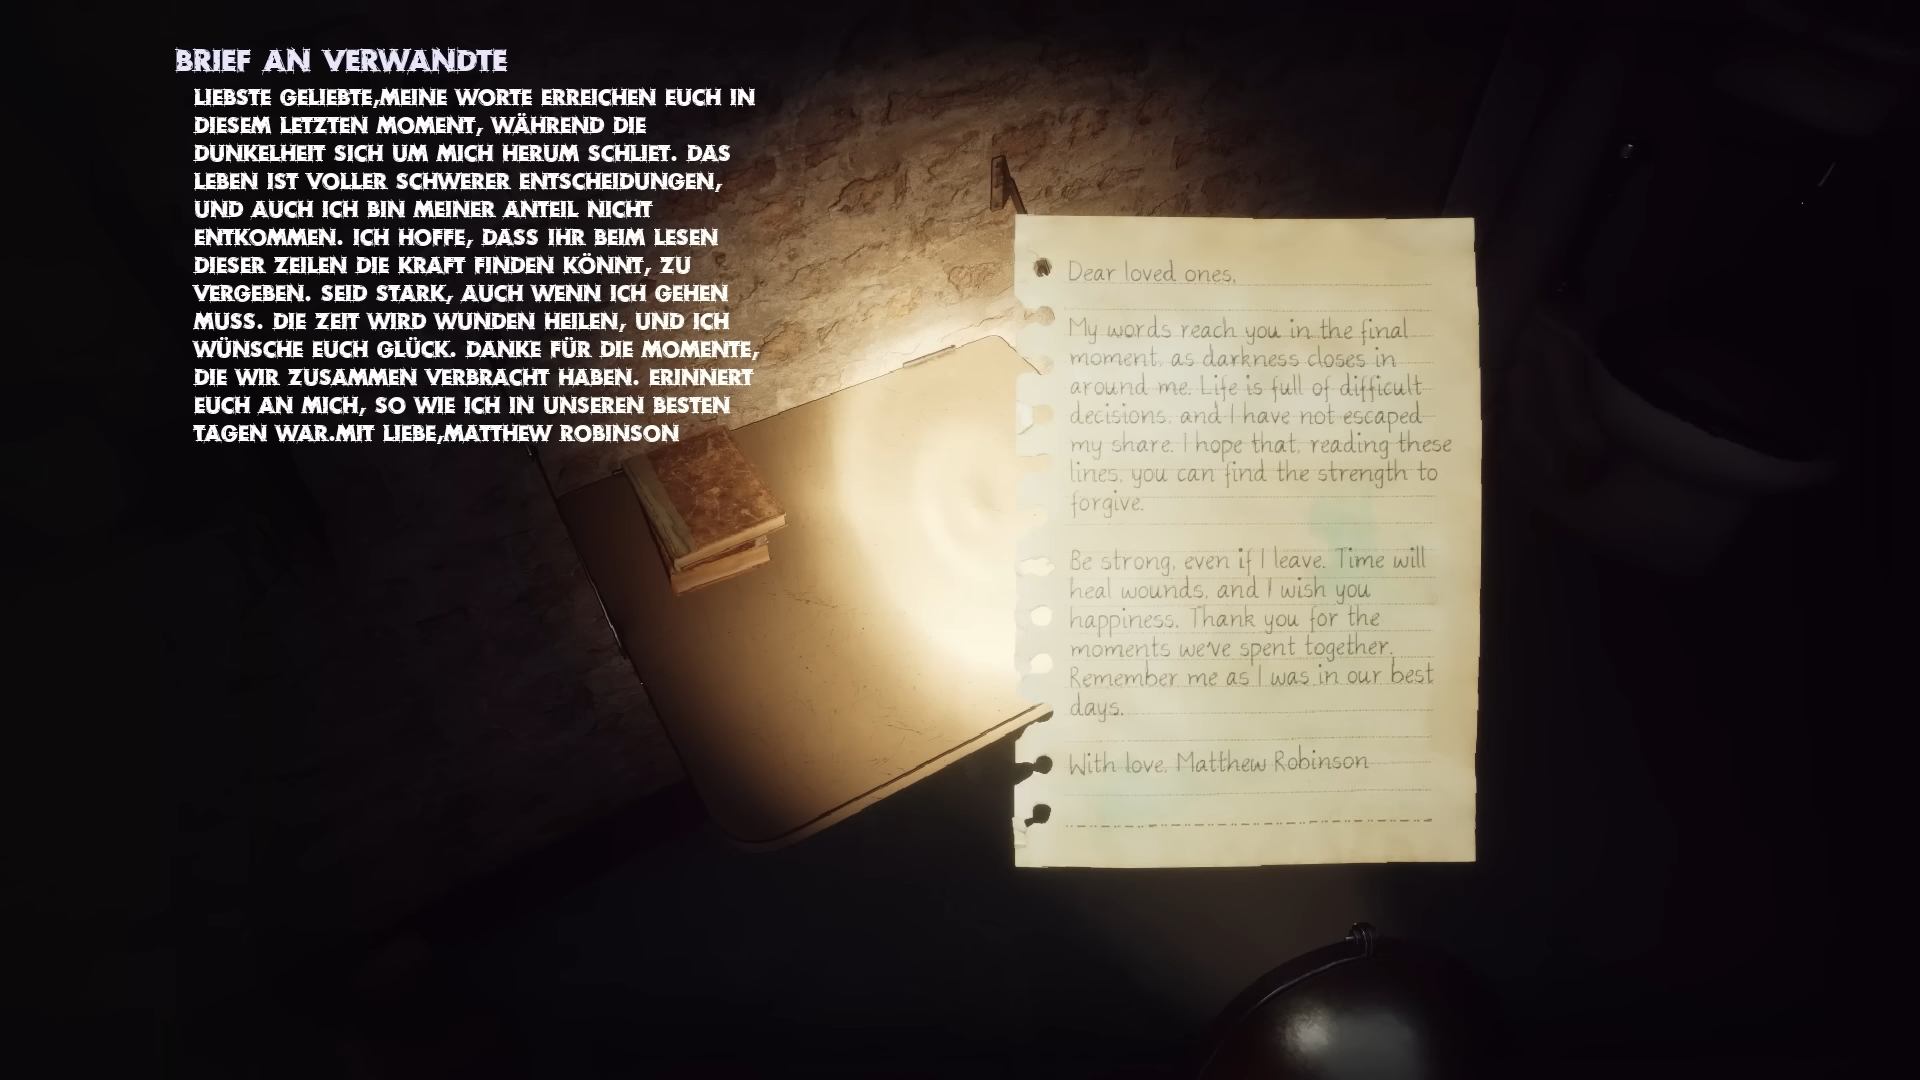 BRIEF AN VERWANDTE
LIEBSTE GELIEBTE,MEINE WORTE ERREICHEN EUCH IN
DIESEM LETZTEN MOMENT, WÄHREND DIE
DUNKELHEIT SICH UM MICH HERUM SCHLIET. DAS
LEBEN IST VOLLER SCHWERER ENTSCHEIDUNGEN,
UND AUCH ICH BIN MEINER ANTEIL NICHT
ENTKOMMEN. ICH HOFFE, DASS IHR BEIM LESEN
DIESER ZEILEN DIE KRAFT FINDEN KÖNNT, ZU
VERGEBEN. SEID STARK, AUCH WENN ICH GEHEN
MUSS. DIE ZEIT WIRD WUNDEN HEILEN, UND ICH
WÜNSCHE EUCH GLÜCK. DANKE FÜR DIE MOMENTE,
DIE WIR ZUSAMMEN VERBRACHT HABEN. ERINNERT
EUCH AN MICH, SO WIE ICH IN UNSEREN BESTEN
TAGEN WAR.MIT LIEBE,MATTHEW ROBINSON
Dear loved ones,
My words reach you in the final
moment, as darkness closes in
around me. Life is full of difficult
decisions, and I have not escaped
my share. I hope that, reading these
lines, you can find the strength to
forgive.
Be strong, even if I leave. Time will
heal wounds, and I wish you
happiness. Thank you for the
moments we've spent together.
Remember me as I was in our best
days.
With love, Matthew Robinson